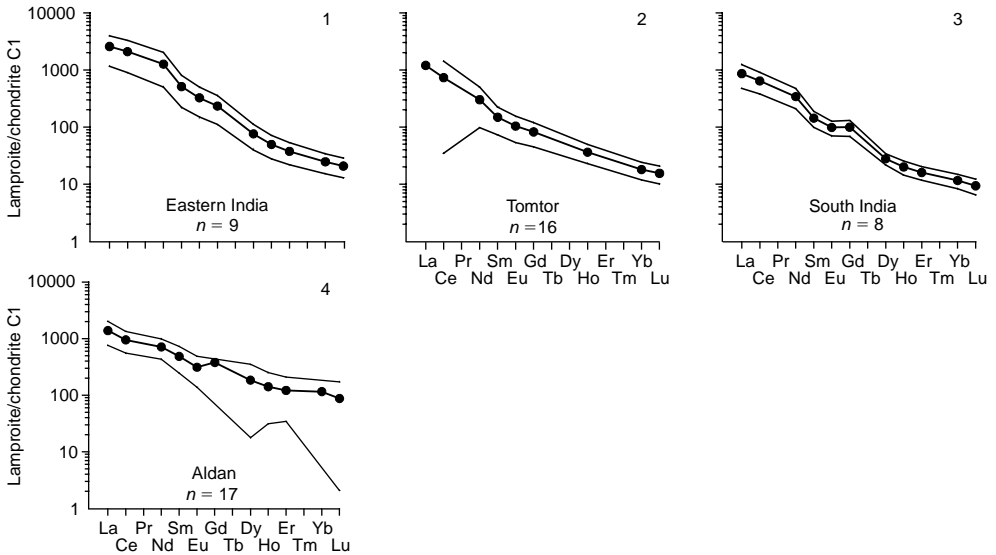 Lamproite/chondrite C1
10000
1000
100
10
1
1
Eastern India
n = 9
2
Tomtor
n =16
La Pr Sm Gd Dy Er Yb
Ce Nd Eu Tb Ho Tm Lu
3
South India
n = 8
La Pr Sm Gd Dy Er Yb
Ce Nd Eu Tb Ho Tm Lu
Lamproite/chondrite C1
10000
1000
100
10
1
4
Aldan
n = 17
La Pr Sm Gd Dy Er Yb
Ce Nd Eu Tb Ho Tm Lu